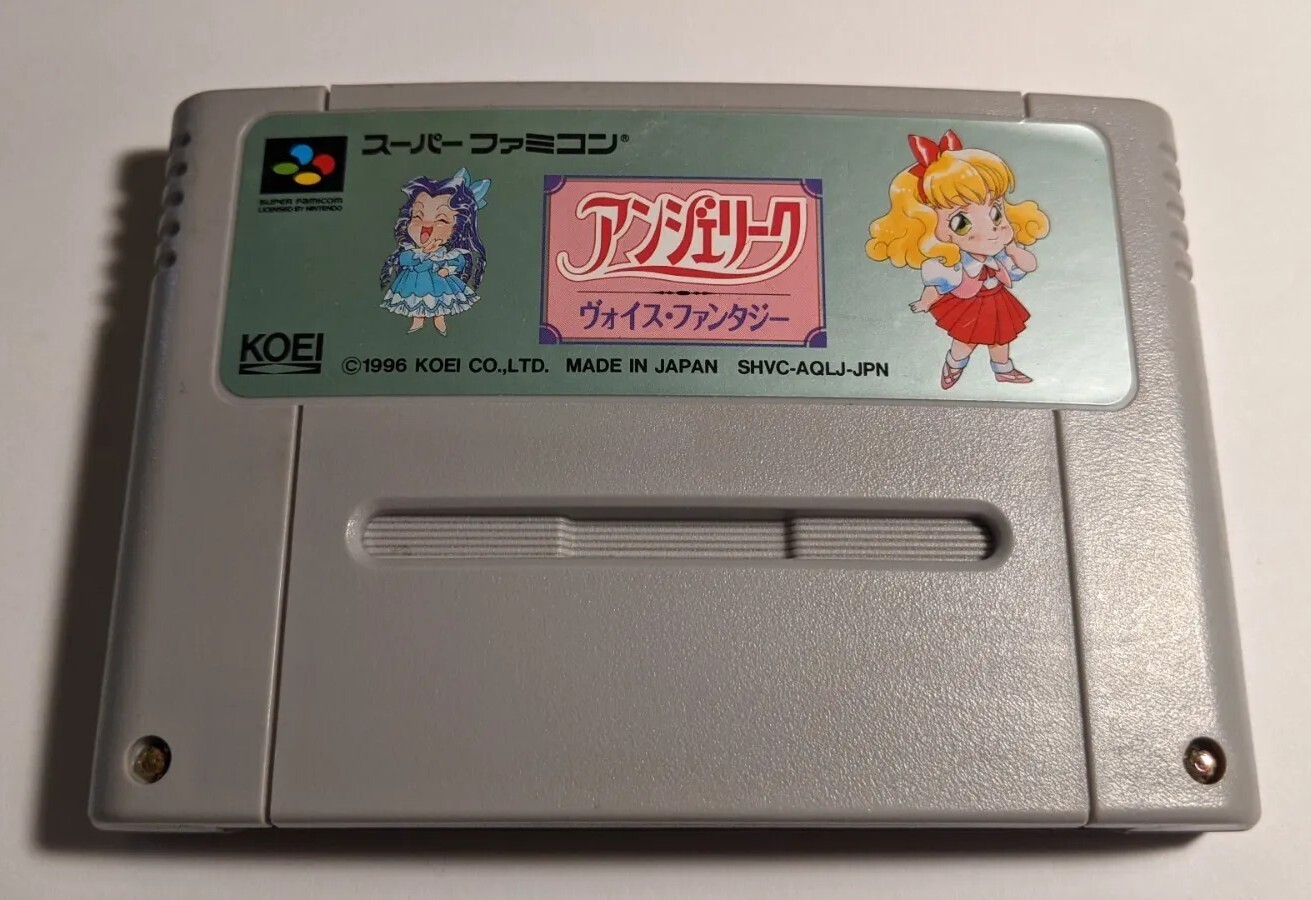 スーパーファミコン®
SUPER FAMICOM
LICENSED BY NINTENDO
アンジェリーク
ヴォイス・ファンタジー
KOEI
©1996 KOEI CO.,LTD. MADE IN JAPAN SHVC-AQLJ-JPN